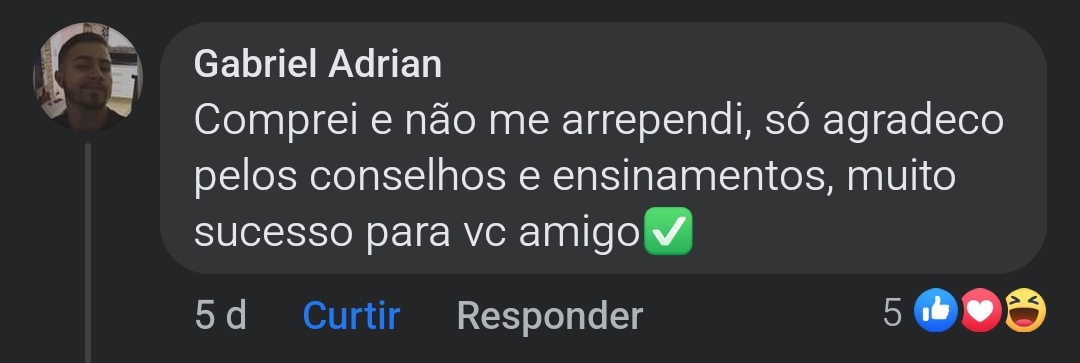 Gabriel Adrian
Comprei e não me arrependi, só agradeco
pelos conselhos e ensinamentos, muito
sucesso para vc amigo✅
5 d Curtir Responder 5